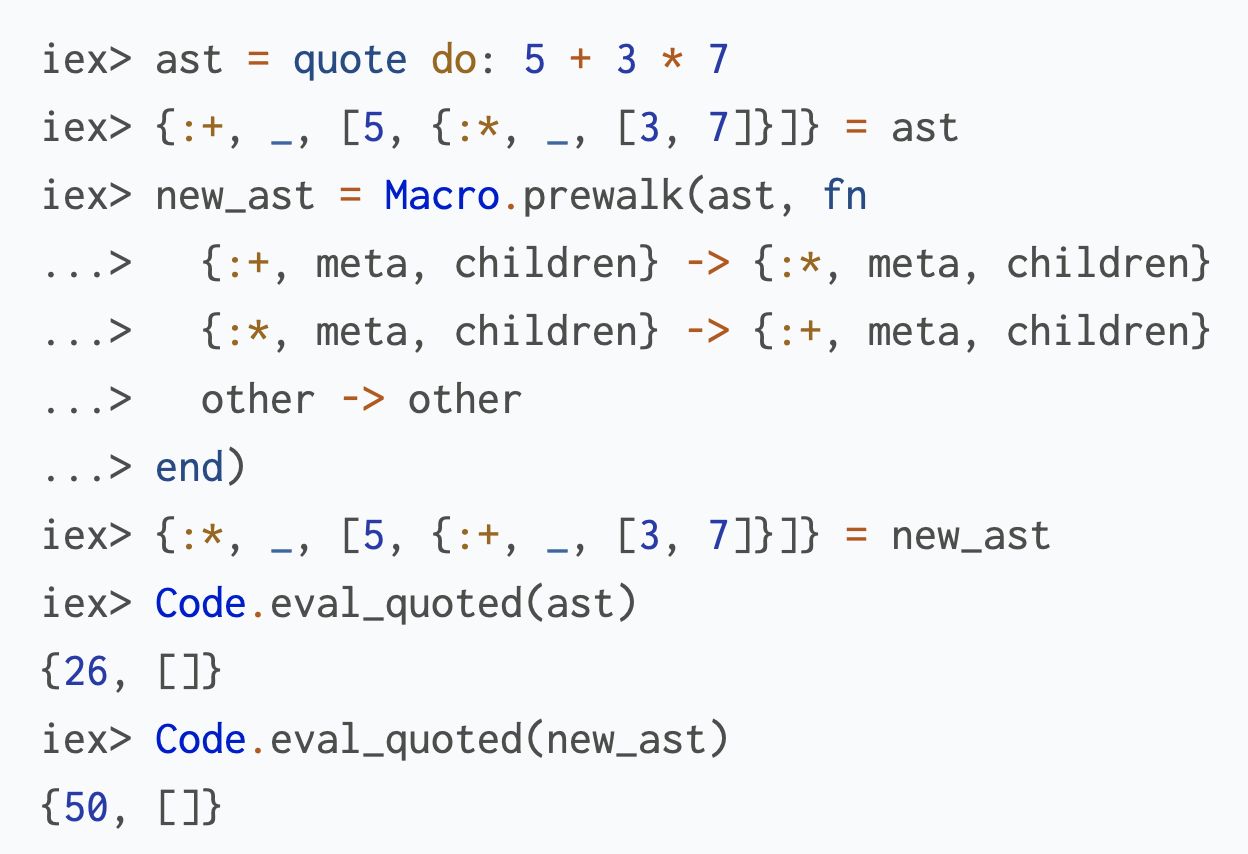 iex> ast = quote do: 5 + 3 * 7
iex> {:+, _, [5, {:*, _, [3, 7]}]} = ast
iex> new_ast = Macro.prewalk(ast, fn
...>   {:+, meta, children} -> {:*, meta, children}
...>   {:*, meta, children} -> {:+, meta, children}
...>   other -> other
...> end)
iex> {:*, _, [5, {:+, _, [3, 7]}]} = new_ast
iex> Code.eval_quoted(ast)
{26, []}
iex> Code.eval_quoted(new_ast)
{50, []}